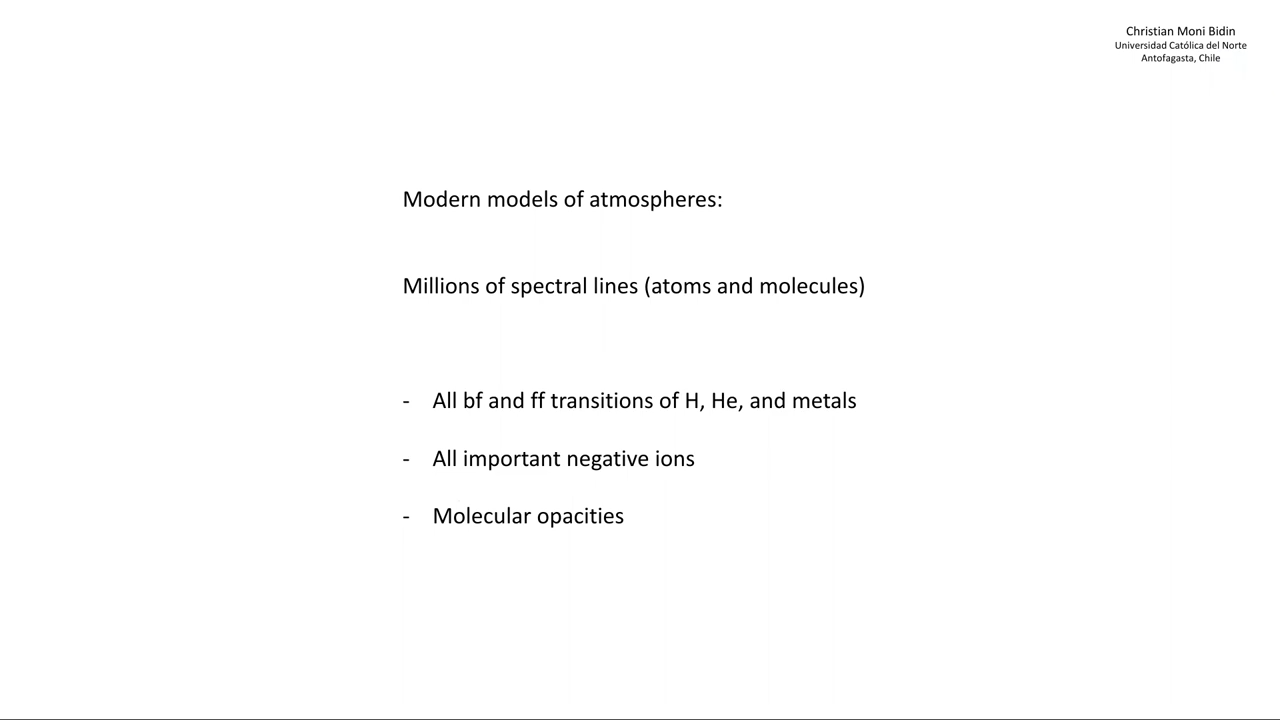 Christian Moni Bidin
Universidad Católica del Norte
Antofagasta, Chile
Modern models of atmospheres:
Millions of spectral lines (atoms and molecules)
- All bf and ff transitions of H, He, and metals
- All important negative ions
- Molecular opacities